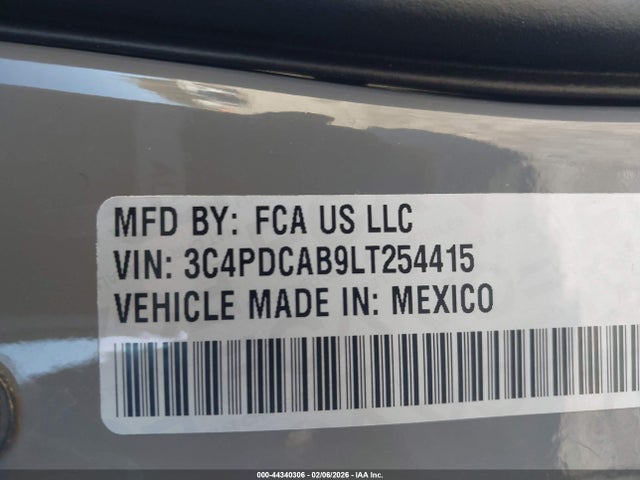 MFD BY: FCA US LLC
VIN: 3C4PDCAB9LT254415
VEHICLE MADE IN: MEXICO
000-44340306 - 02/06/2026 - IAA Inc.